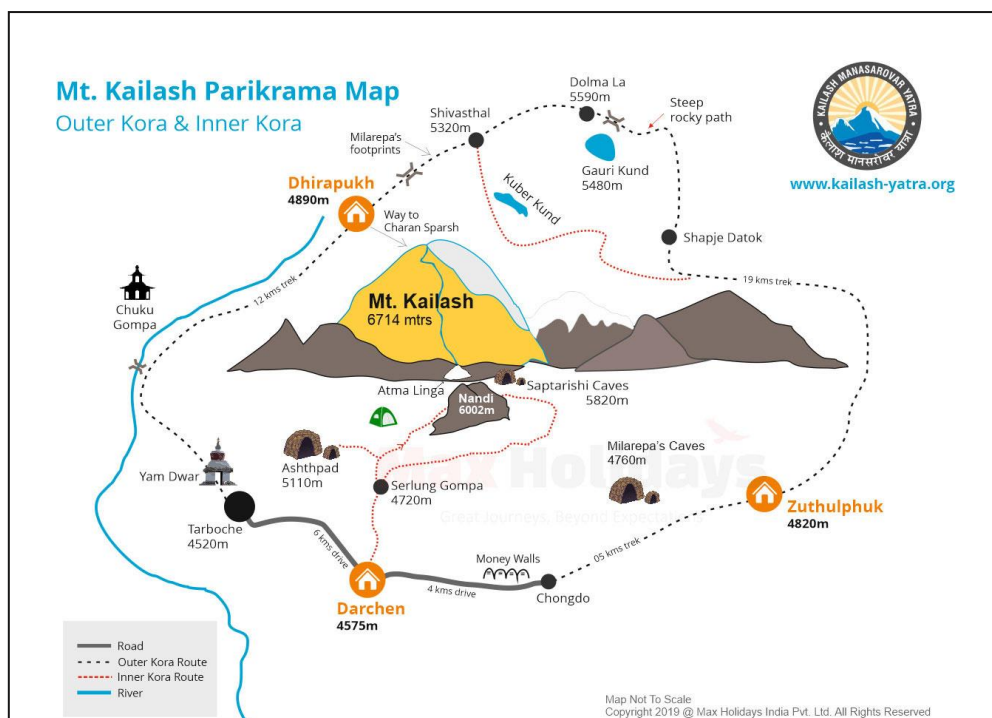 Mt. Kailash Parikrama Map
Outer Kora & Inner Kora
Dolma La
5590m
Steep
rocky path
Shivasthal
5320m
Milarepa's
footprints
Gauri Kund
5480m
KAILASH MANASAROVAR YATRA
कैलाश मानसरोवर यात्रा
www.kailash-yatra.org
Dhirapukh
4890m
Way to
Charan Sparsh
Kuber Kund
Shapje Datok
12 kms trek
19 kms trek
Chuku
Gompa
Mt. Kailash
6714 mtrs
Atma Linga
Saptarishi Caves
5820m
Nandi
6002m
Max Holidays
Great Journeys, Beyond Expectations
Ashthpad
5110m
Milarepa's Caves
4760m
Yam Dwar
Serlung Gompa
4720m
Zuthulphuk
4820m
Tarboche
4520m
6 kms drive
05 kms trek
Money Walls
Darchen
4575m
4 kms drive
Chongdo
Road
Outer Kora Route
Inner Kora Route
River
Map Not To Scale
Copyright 2019 @ Max Holidays India Pvt. Ltd. All Rights Reserved